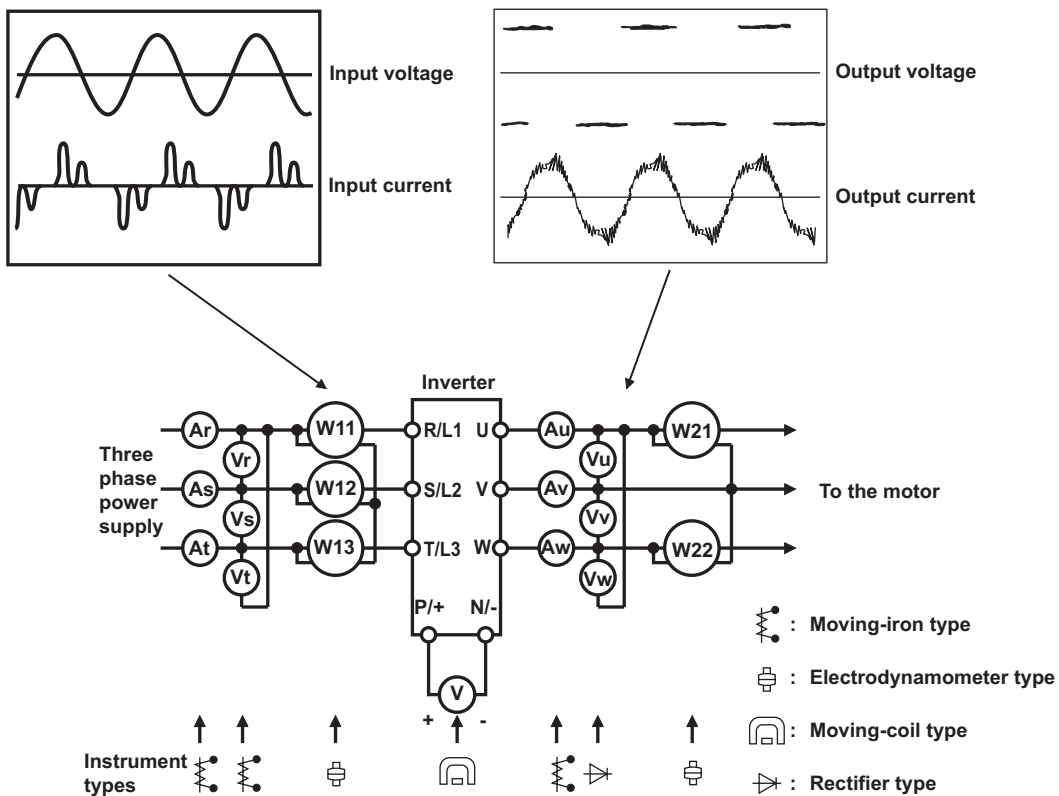 Input voltage
Input current
Output voltage
Output current
Inverter
Three
phase
power
supply
Ar
As
At
Vr
Vs
Vt
W11
W12
W13
R/L1
S/L2
T/L3
U
V
W
P/+
N/-
V
+
-
Au
Av
Aw
Vu
Vv
Vw
W21
W22
To the motor
: Moving-iron type
: Electrodynamometer type
: Moving-coil type
: Rectifier type
Instrument
types